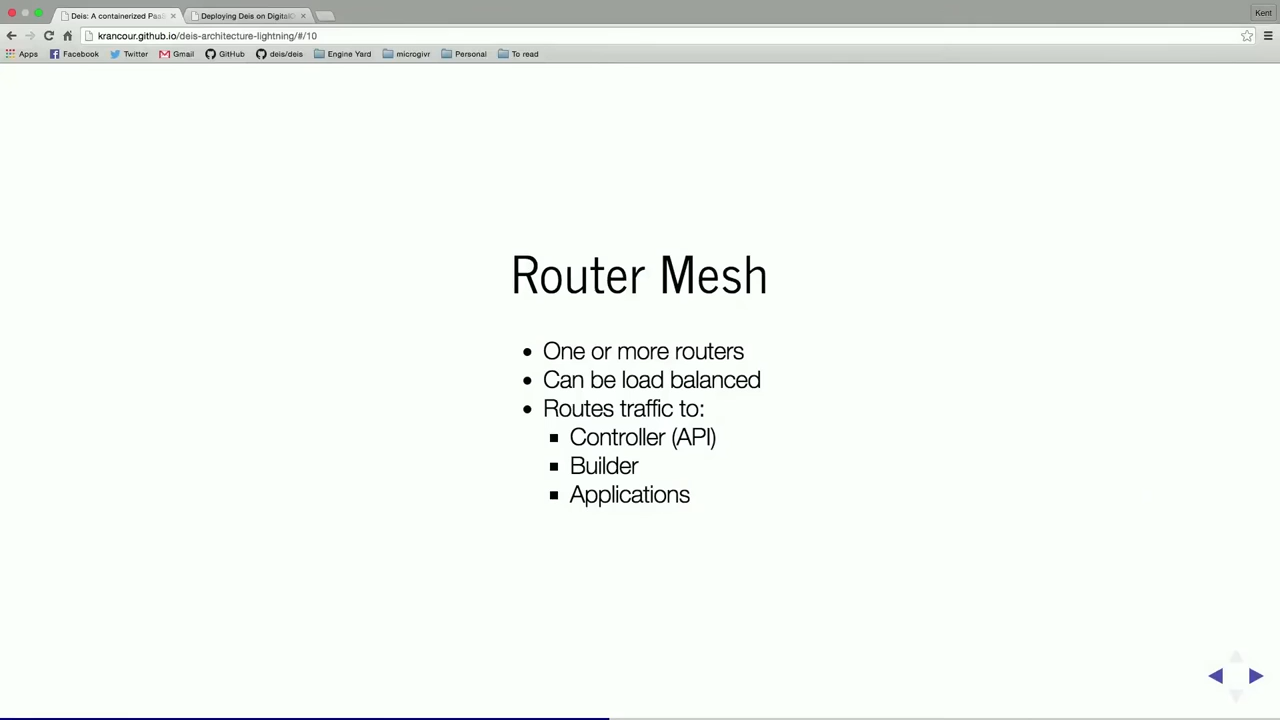 Deis: A containerized Paa
Deploying Deis on Digital
Kent
krancour.github.io/deis-architecture-lightning/#/10
Apps Facebook Twitter Gmail GitHub deis/deis Engine Yard microgivr Personal To read
Router Mesh
One or more routers
Can be load balanced
Routes traffic to:
Controller (API)
Builder
Applications